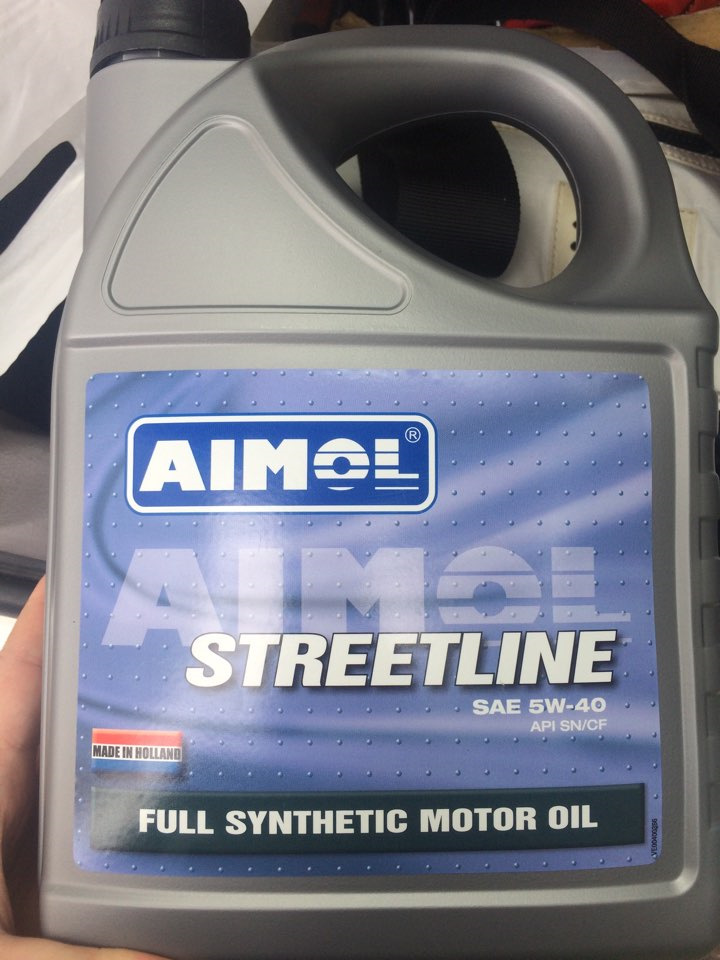 AIMOL®
AIMOL
STREETLINE
SAE 5W-40
API SN/CF
MADE IN HOLLAND
FULL SYNTHETIC MOTOR OIL